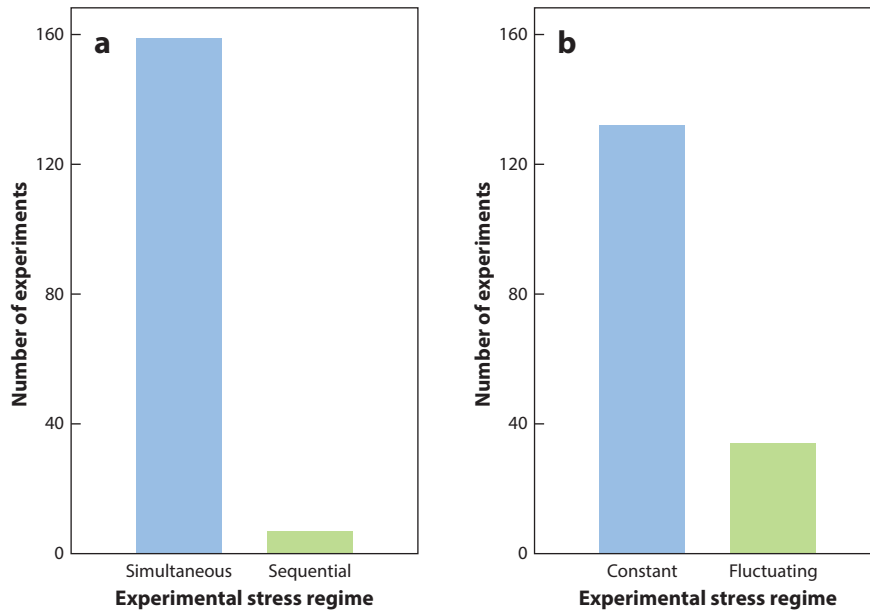 a
Number of experiments
160
120
80
40
0
Simultaneous Sequential
Experimental stress regime
b
Number of experiments
160
120
80
40
0
Constant Fluctuating
Experimental stress regime